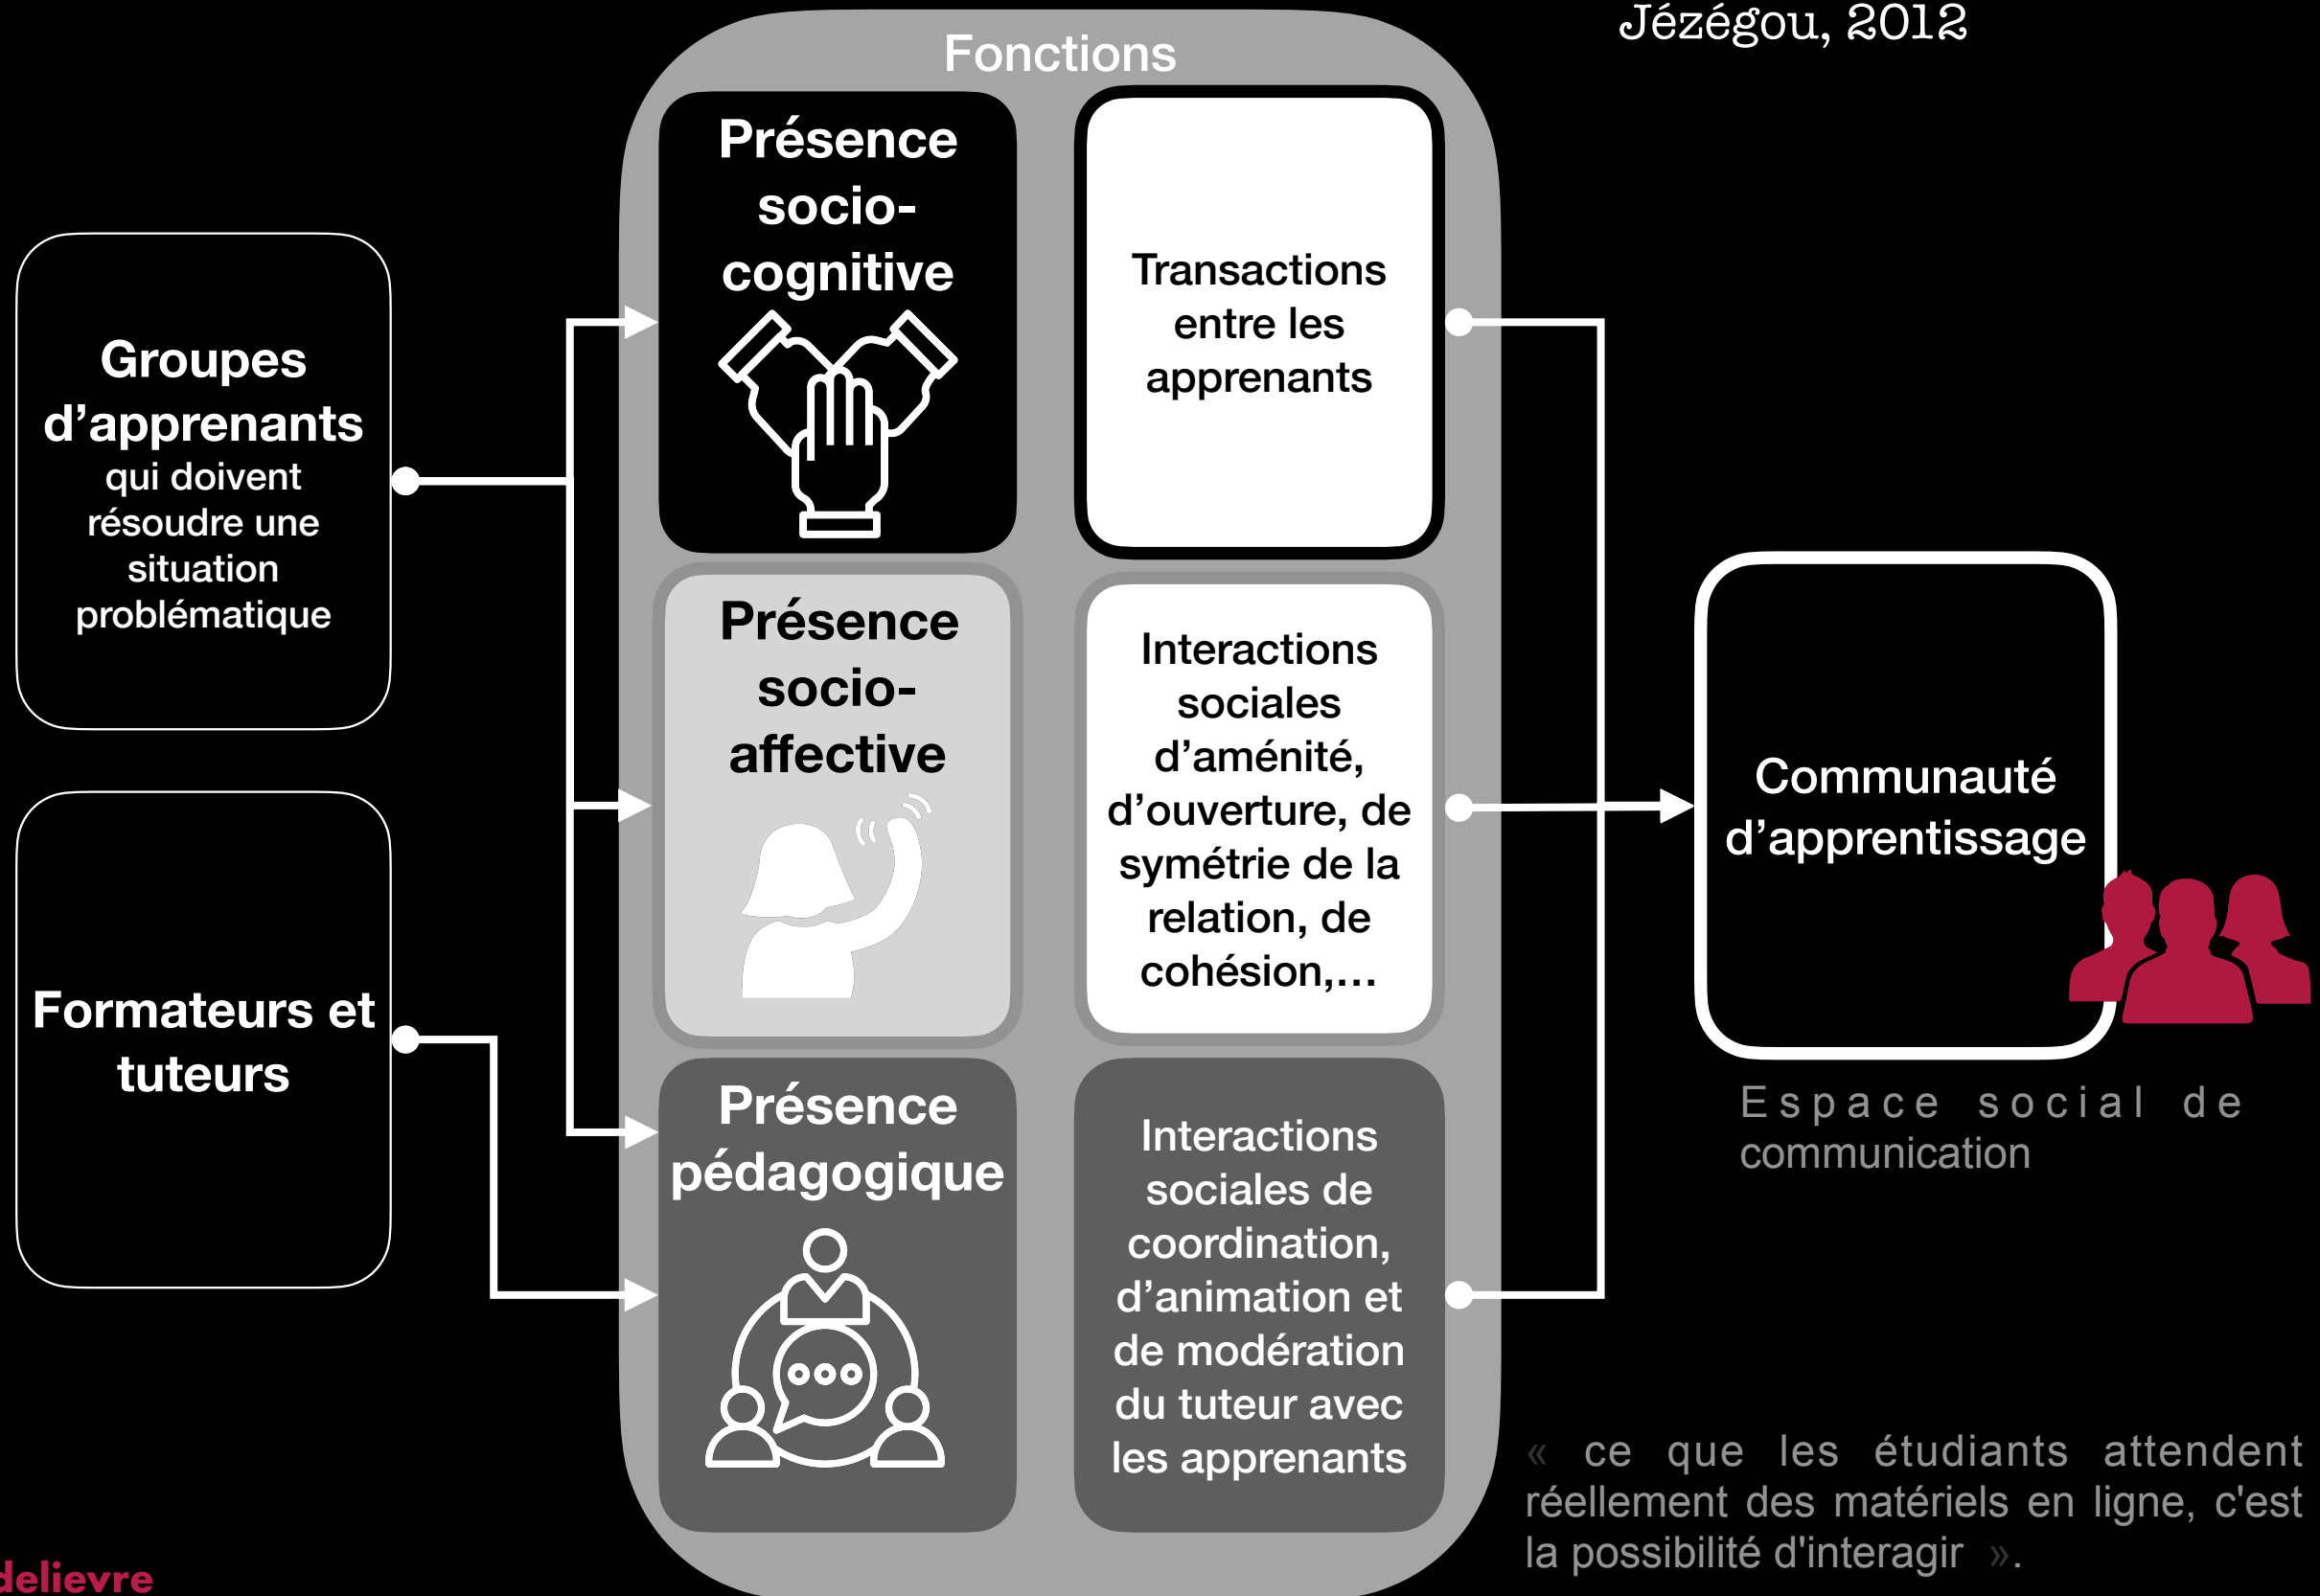 Jézégou, 2012
Fonctions
Groupes
d’apprenants
qui doivent
résoudre une
situation
problématique
Formateurs et
tuteurs
Présence
socio-
cognitive
Transactions
entre les
apprenants
Présence
socio-
affective
Interactions
sociales
d’aménité,
d’ouverture, de
symétrie de la
relation, de
cohésion,…
Présence
pédagogique
Interactions
sociales de
coordination,
d’animation et
de modération
du tuteur avec
les apprenants
Communauté
d’apprentissage
Espace social de
communication
« ce que les étudiants attendent
réellement des matériels en ligne, c'est
la possibilité d'interagir ».
delievre